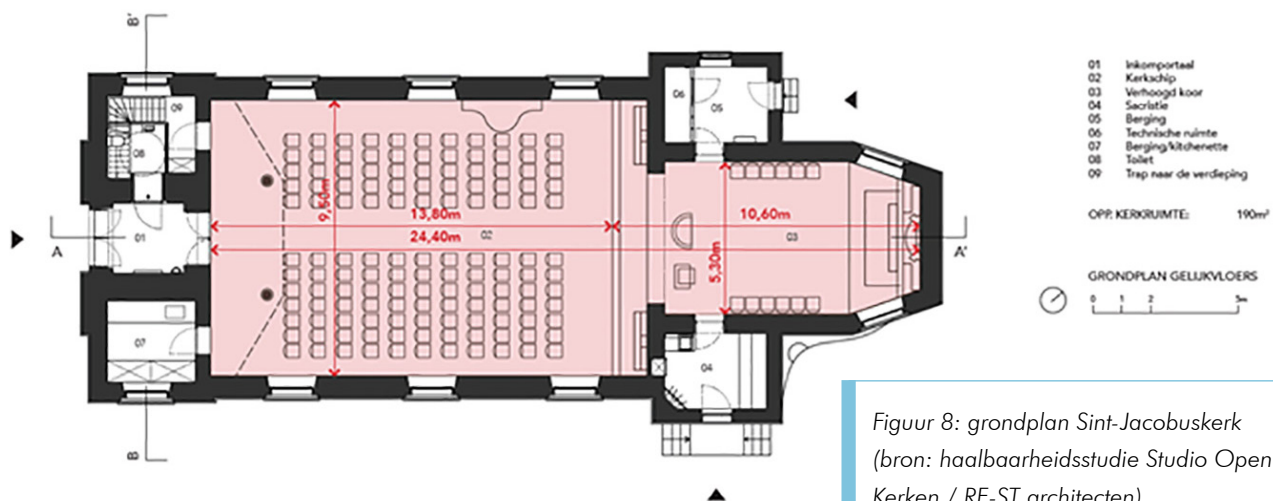 B'
09
08
01
A
07
B
9,50m
13,80m
24,40m
02
06
05
10,60m
03
5,30m
04
A'
01 Inkomportaal
02 Kerkschip
03 Verhoogd koor
04 Sacristie
05 Berging
06 Technische ruimte
07 Berging/kitchenette
08 Toilet
09 Trap naar de verdieping
OPP. KERKRUIMTE: 190m²
GRONDPLAN GELIJKVLOERS
0 1 2 5m
Figuur 8: grondplan Sint-Jacobuskerk
(bron: haalbaarheidsstudie Studio Open
Kerken / RE-ST architecten)